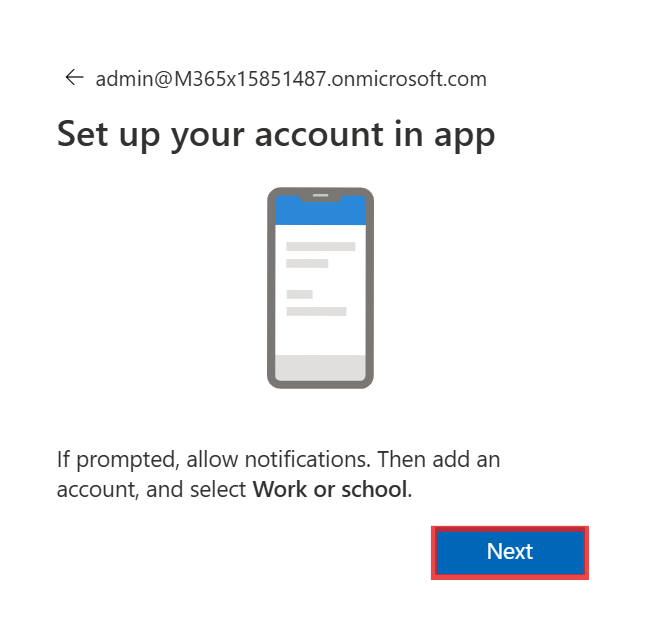 admin@M365x15851487.onmicrosoft.com
Set up your account in app
If prompted, allow notifications. Then add an
account, and select Work or school.
Next